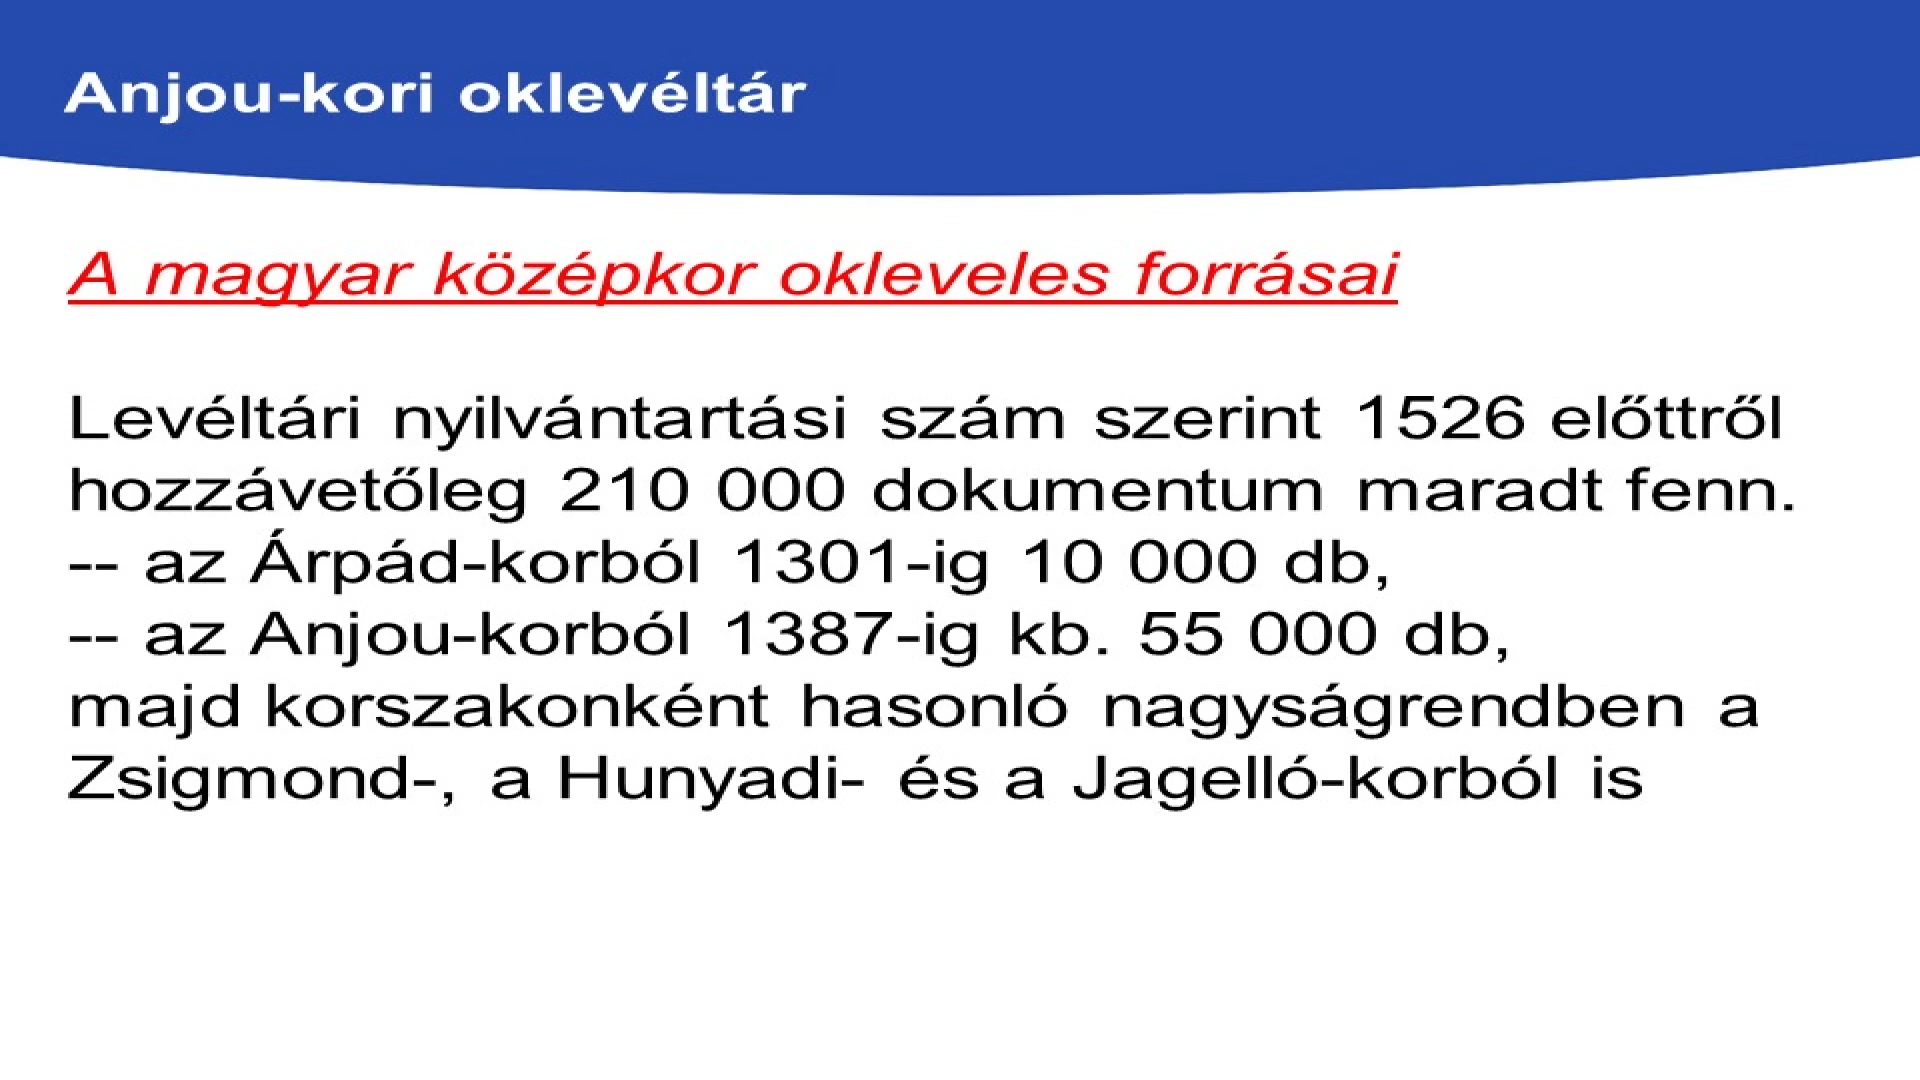 Anjou-kori oklevéltár
A magyar középkor okleveles forrásai
Levéltári nyilvántartási szám szerint 1526 előttről
hozzávetőleg 210 000 dokumentum maradt fenn.
-- az Árpád-korból 1301-ig 10 000 db,
-- az Anjou-korból 1387-ig kb. 55 000 db,
majd korszakonként hasonló nagyságrendben a
Zsigmond-, a Hunyadi- és a Jagelló-korból is